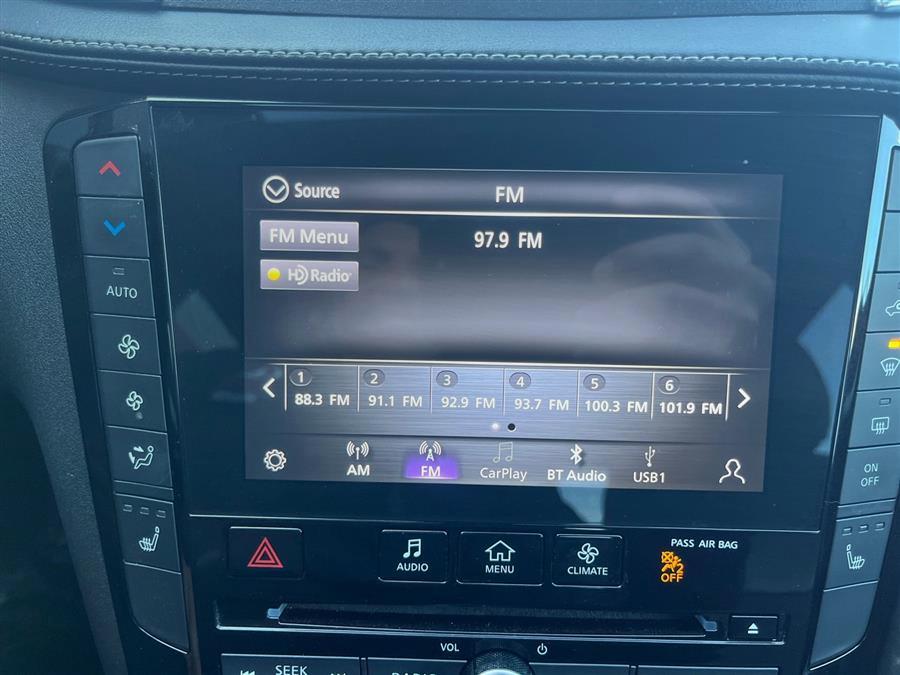 Source
FM
FM Menu
97.9 FM
HD Radio
AUTO
1 2 3 4 5 6
88.3 FM 91.1 FM 92.9 FM 93.7 FM 100.3 FM 101.9 FM
AM FM CarPlay BT Audio USB1
ON
OFF
PASS AIR BAG
AUDIO MENU CLIMATE
2
OFF
VOL
SEEK